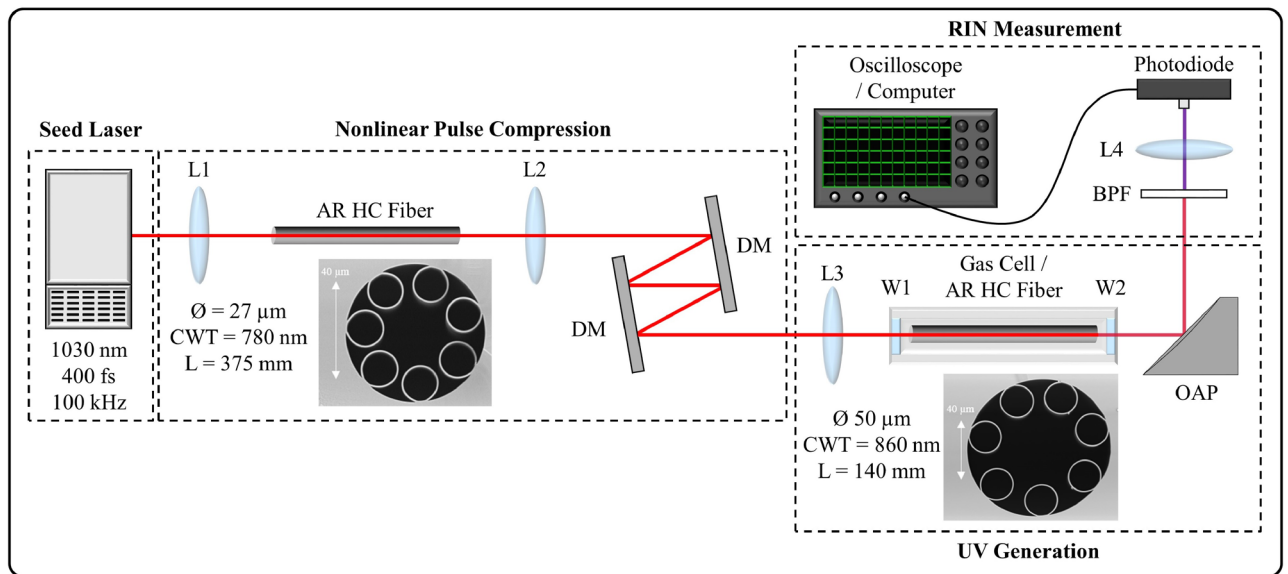 Seed Laser
1030 nm
400 fs
100 kHz
Nonlinear Pulse Compression
L1
AR HC Fiber
L2
DM
DM
40 µm
Ø = 27 µm
CWT = 780 nm
L = 375 mm
RIN Measurement
Oscilloscope
/ Computer
Photodiode
L4
BPF
L3
W1
Gas Cell /
AR HC Fiber
W2
OAP
40 µm
Ø 50 µm
CWT = 860 nm
L = 140 mm
UV Generation